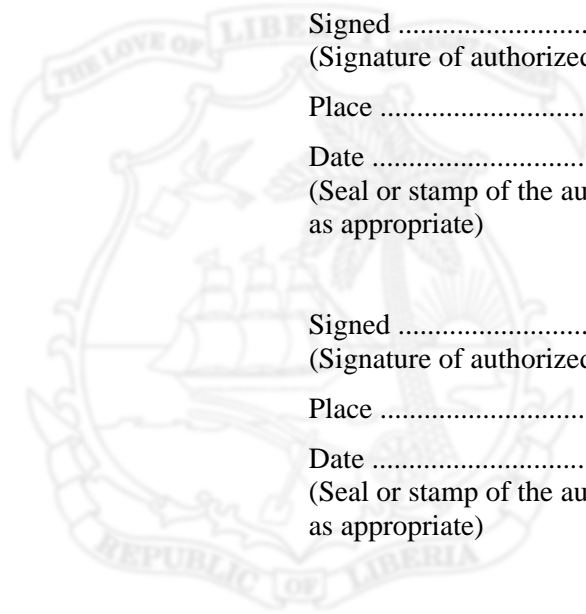 THE LOVE OF LIBERTY
Signed ..............................
(Signature of authorized
Place ..............................
Date ..............................
(Seal or stamp of the au
as appropriate)
Signed ..............................
(Signature of authorized
Place ..............................
Date ..............................
(Seal or stamp of the au
as appropriate)
REPUBLIC OF LIBERIA